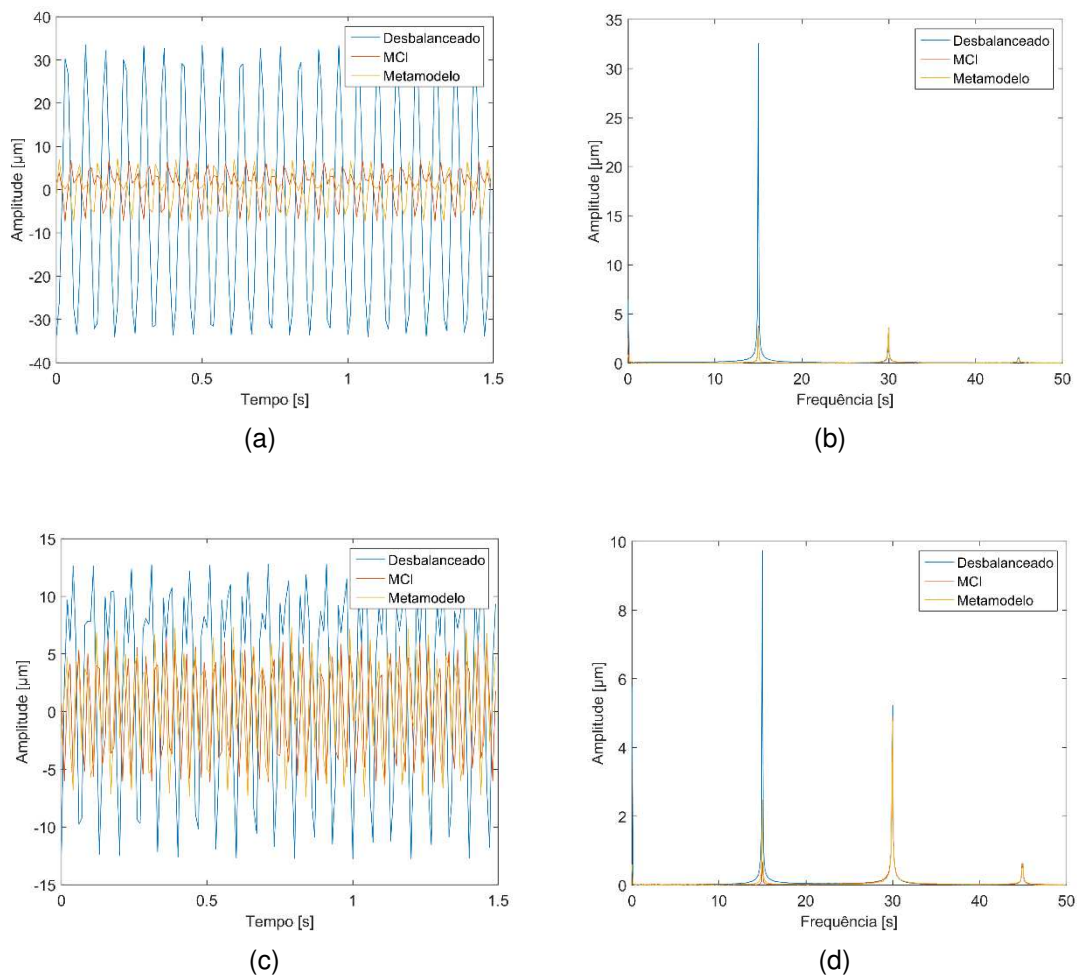 40
30
20
10
0
-10
-20
-30
-40
Amplitude [μm]
0
0.5
1
1.5
Tempo [s]
Desbalanceado
MCI
Metamodelo
(a)
35
30
25
20
15
10
5
0
Amplitude [μm]
0
10
20
30
40
50
Frequência [s]
Desbalanceado
MCI
Metamodelo
(b)
15
10
5
0
-5
-10
-15
Amplitude [μm]
0
0.5
1
1.5
Tempo [s]
Desbalanceado
MCI
Metamodelo
(c)
10
8
6
4
2
0
Amplitude [μm]
0
10
20
30
40
50
Frequência [s]
Desbalanceado
MCI
Metamodelo
(d)